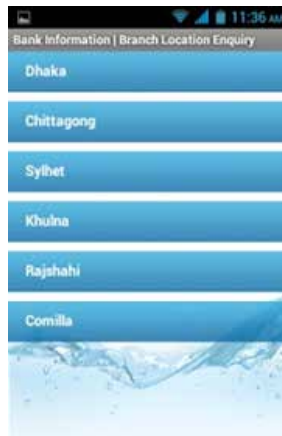 11:36 AM
Bank Information | Branch Location Enquiry
Dhaka
Chittagong
Sylhet
Khulna
Rajshahi
Comilla